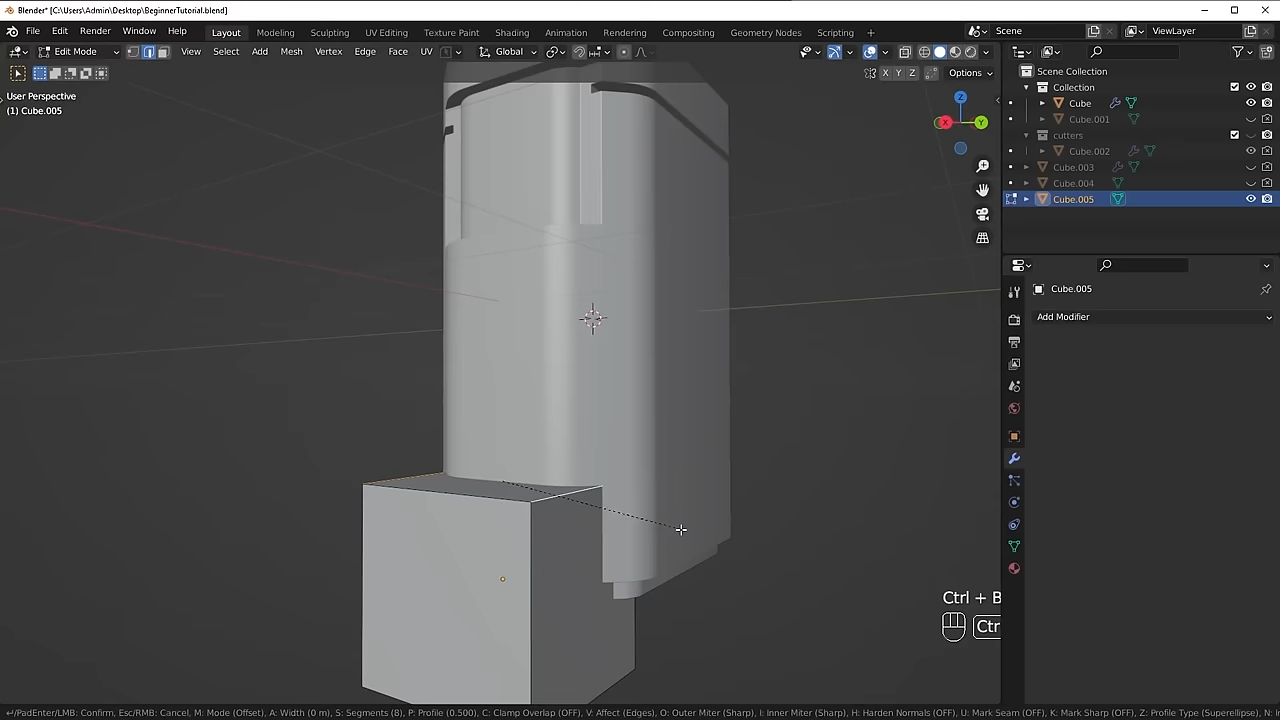 Blender* [C:\Users\Admin\Desktop\BeginnerTutorial.blend]
File Edit Render Window Help Layout Modeling Sculpting UV Editing Texture Paint Shading Animation Rendering Compositing Geometry Nodes Scripting + Scene ViewLayer
Edit Mode View Select Add Mesh Vertex Edge Face UV Global
X Y Z Options
User Perspective
(1) Cube.005
Z
X Y
Scene Collection
Collection
Cube
Cube.001
cutters
Cube.002
Cube.003
Cube.004
Cube.005
Cube.005
Add Modifier
Ctrl + B
Ctr
↵/PadEnter/LMB: Confirm, Esc/RMB: Cancel, M: Mode (Offset), A: Width (0 m), S: Segments (8), P: Profile (0.500), C: Clamp Overlap (OFF), V: Affect (Edges), O: Outer Miter (Sharp), I: Inner Miter (Sharp), H: Harden Normals (OFF), U: Mark Seam (OFF), K: Mark Sharp (OFF), Z: Profile Type (Superellipse), N: